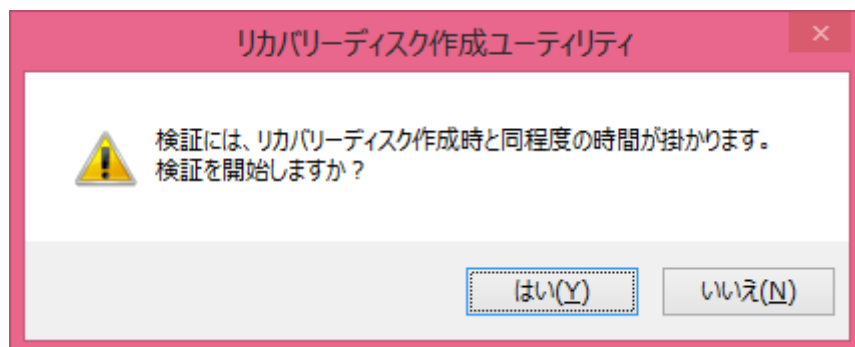 リカバリーディスク作成ユーティリティ
検証には、リカバリーディスク作成時と同程度の時間が掛かります。
検証を開始しますか？
はい(Y)
いいえ(N)